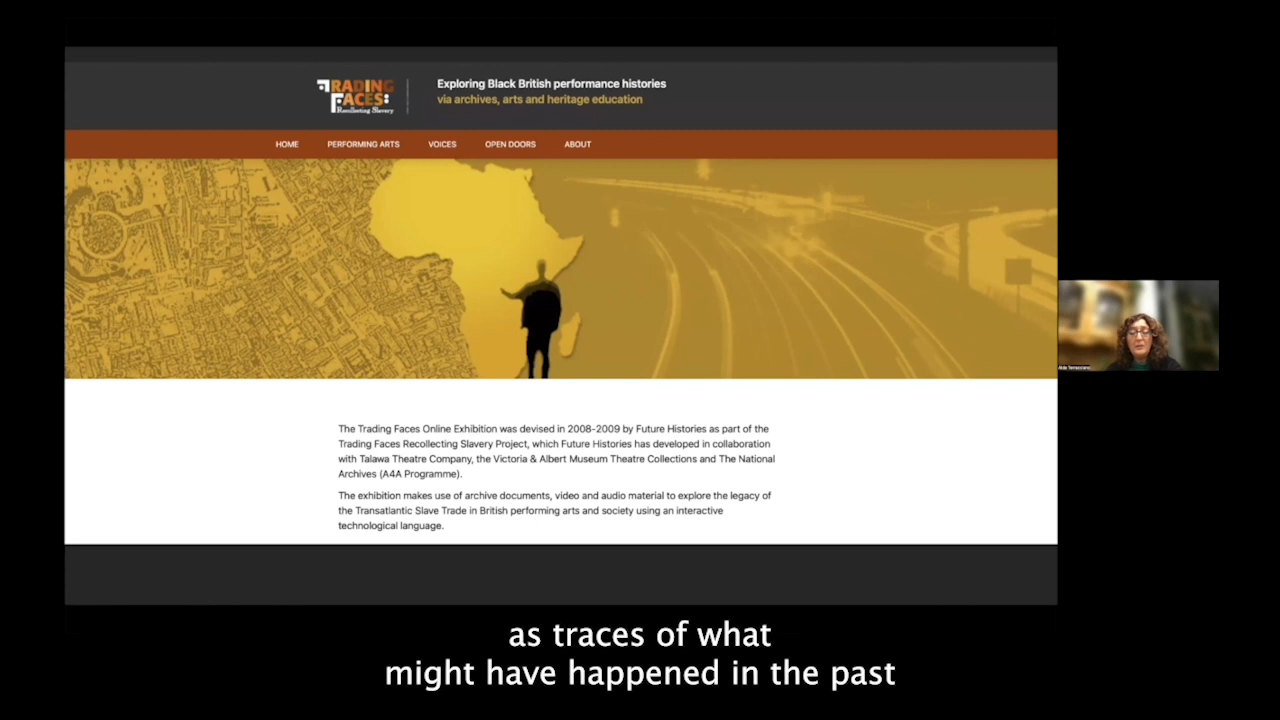 TRADING
FACES:
Recollecting Slavery
Exploring Black British performance histories
via archives, arts and heritage education
HOME
PERFORMING ARTS
VOICES
OPEN DOORS
ABOUT
The Trading Faces Online Exhibition was devised in 2008-2009 by Future Histories as part of the
Trading Faces Recollecting Slavery Project, which Future Histories has developed in collaboration
with Talawa Theatre Company, the Victoria & Albert Museum Theatre Collections and The National
Archives (A4A Programme).
The exhibition makes use of archive documents, video and audio material to explore the legacy of
the Transatlantic Slave Trade in British performing arts and society using an interactive
technological language.
as traces of what
might have happened in the past